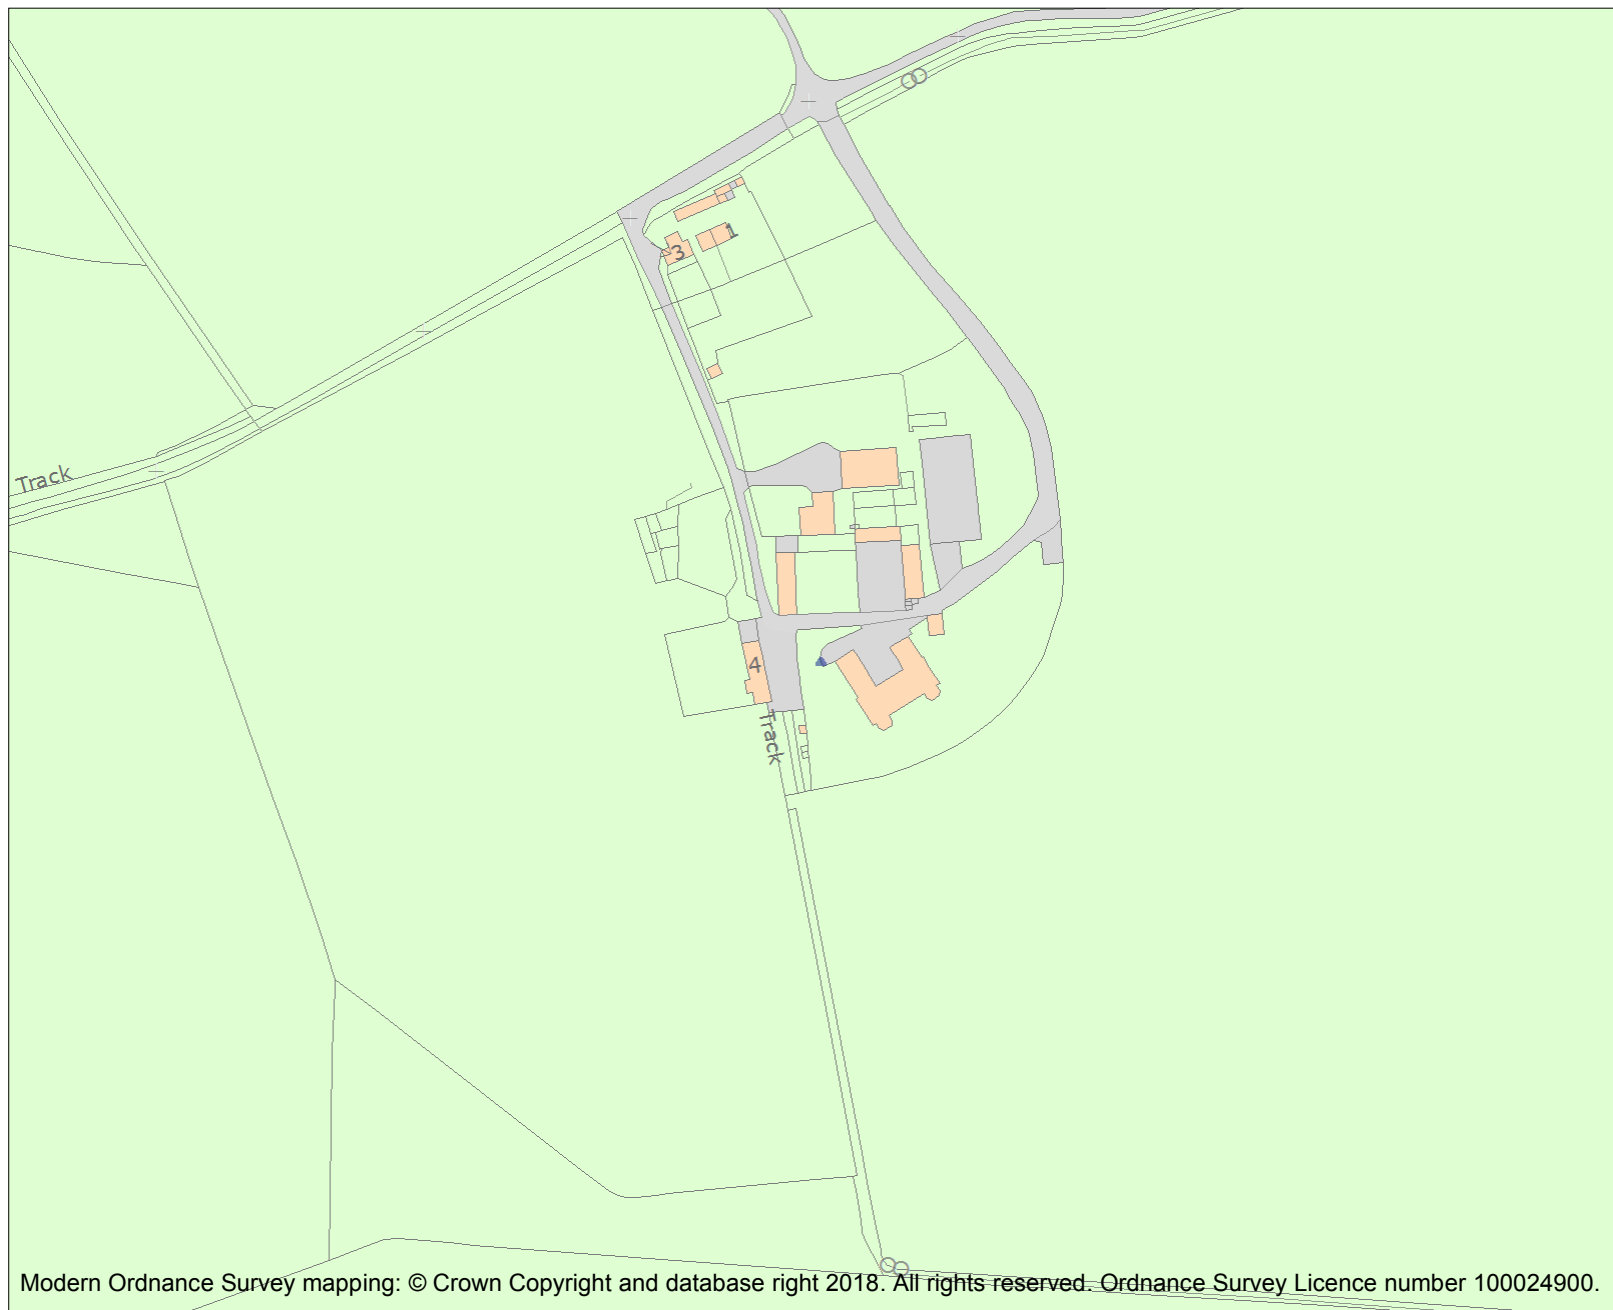 1
3
Track
4
Track
Modern Ordnance Survey mapping: © Crown Copyright and database right 2018. All rights reserved. Ordnance Survey Licence number 100024900.